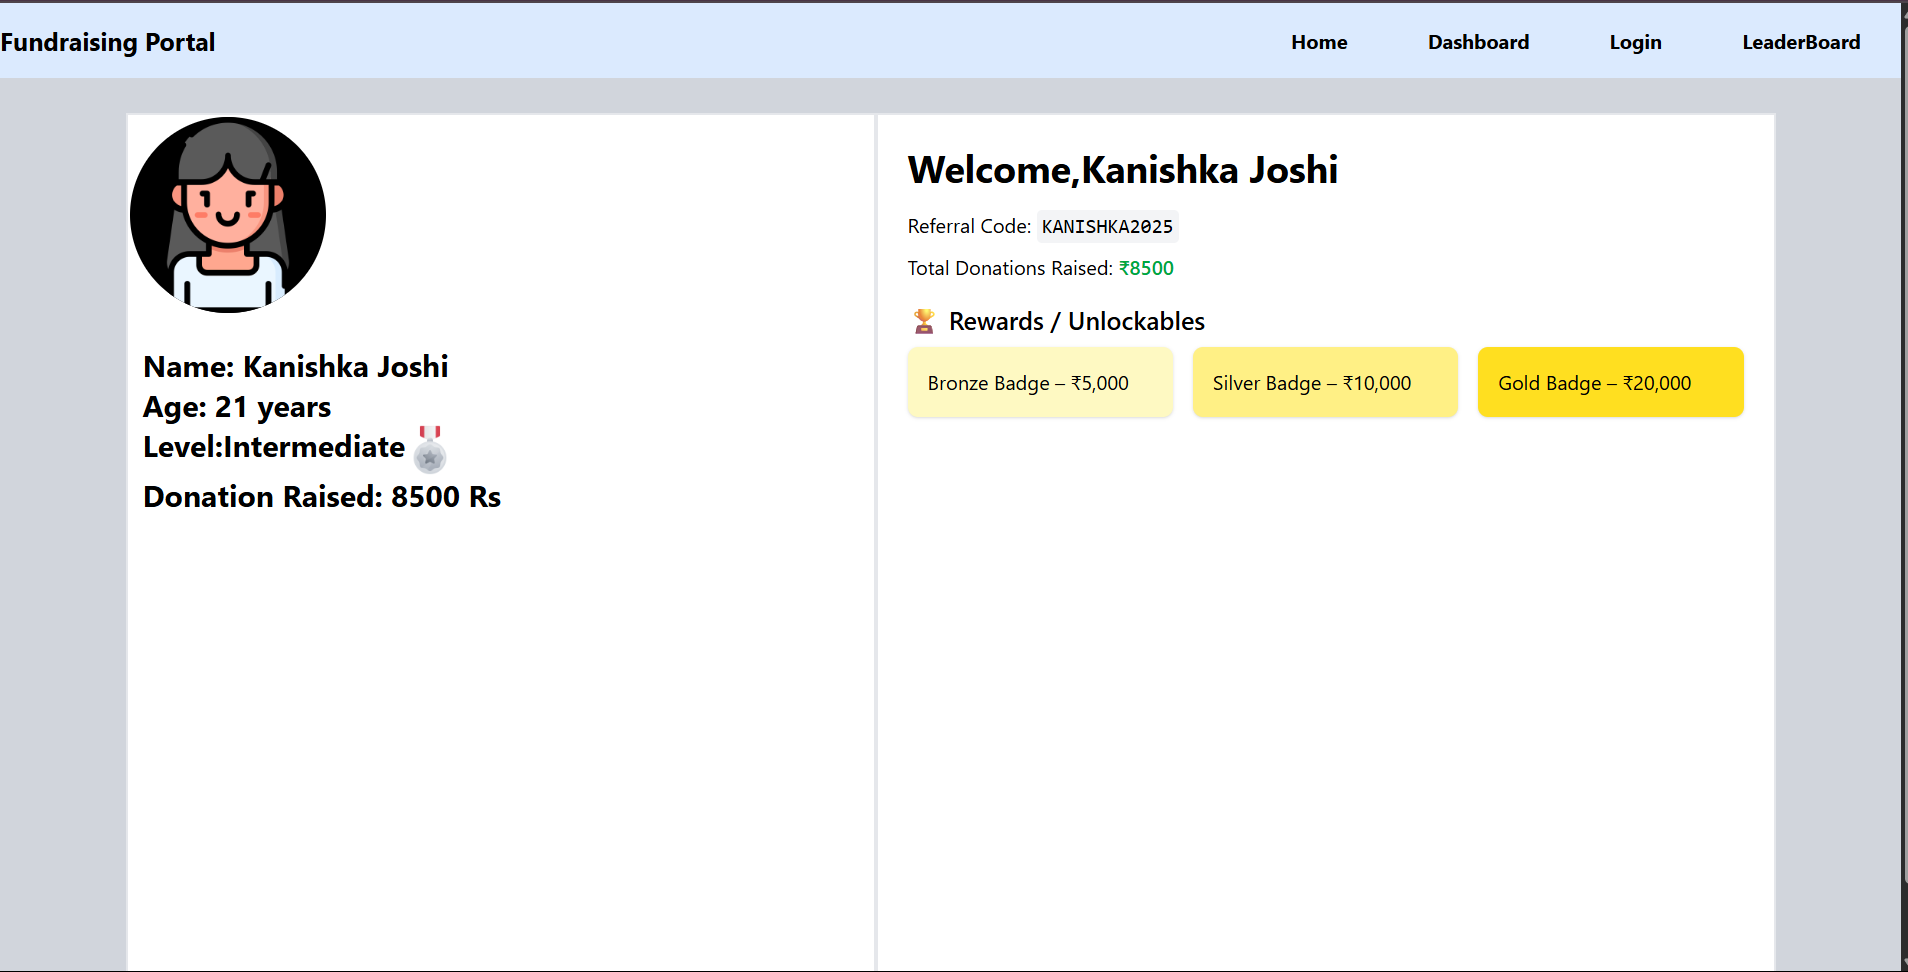 Fundraising Portal
Home
Dashboard
Login
LeaderBoard
Name: Kanishka Joshi
Age: 21 years
Level:Intermediate
Donation Raised: 8500 Rs
Welcome,Kanishka Joshi
Referral Code: KANISHKA2025
Total Donations Raised: ₹8500
🏆 Rewards / Unlockables
Bronze Badge – ₹5,000
Silver Badge – ₹10,000
Gold Badge – ₹20,000